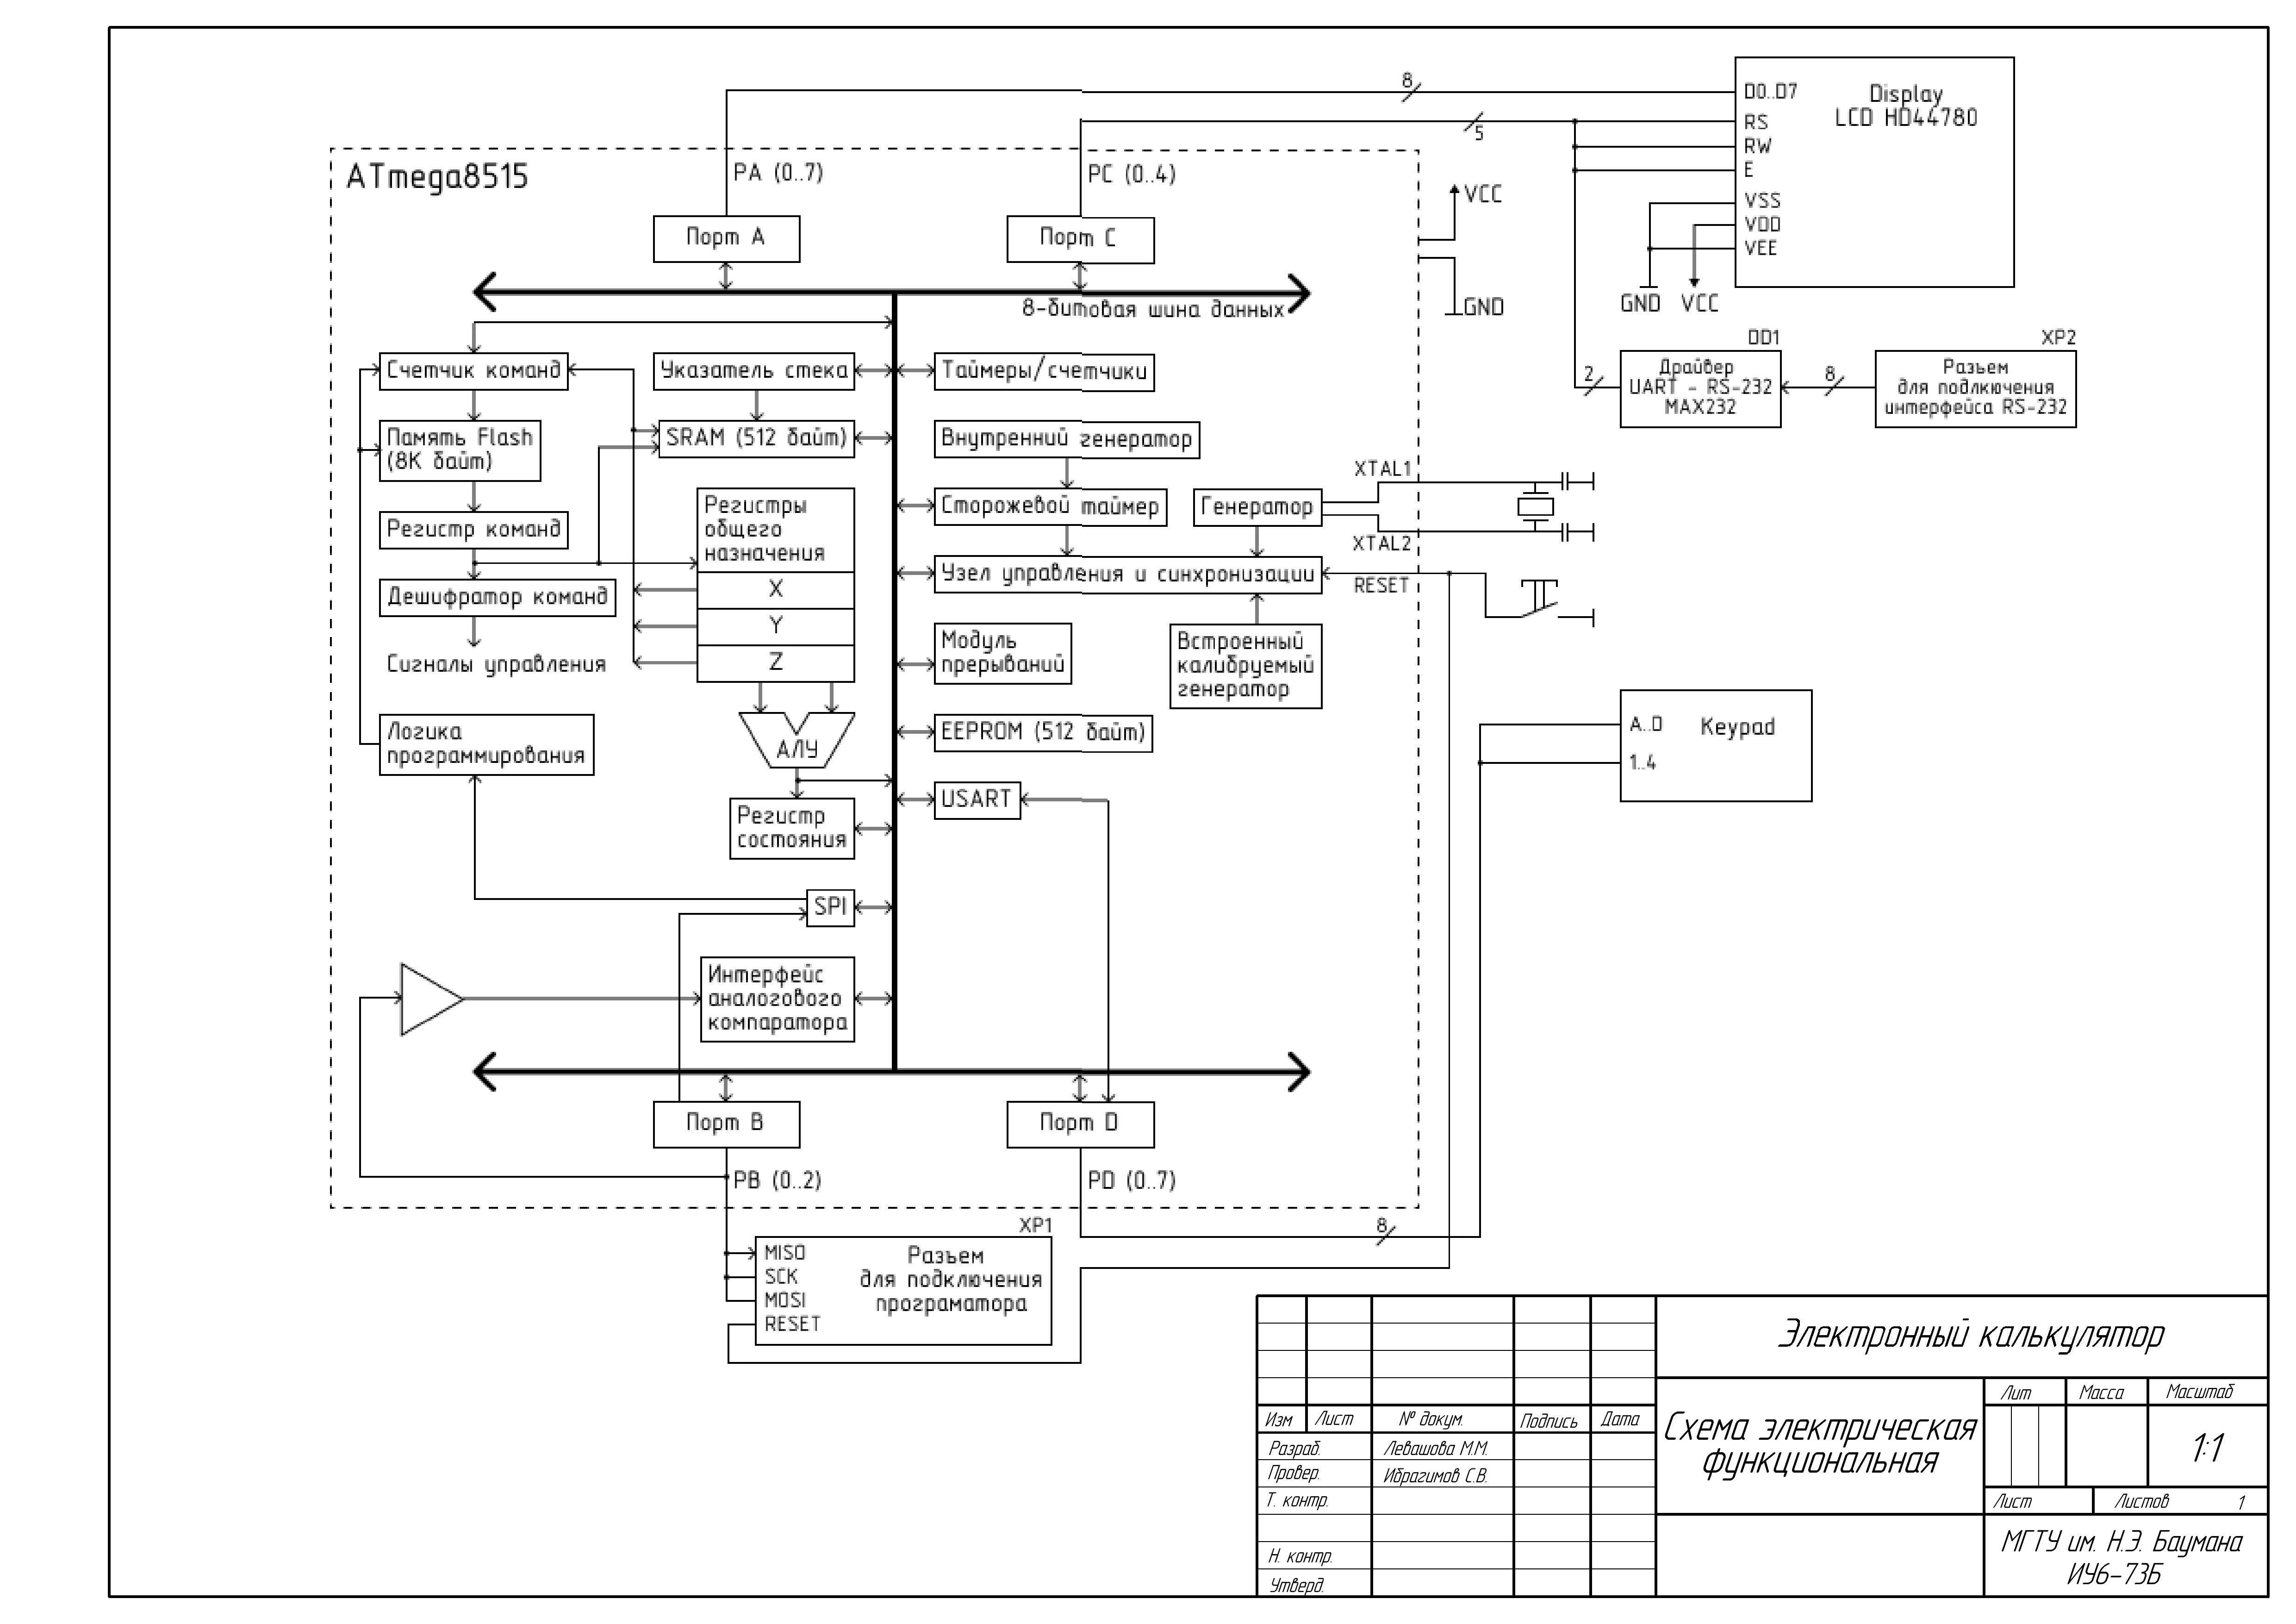 8
D0..D7
Display
LCD HD44780
RS
5
RW
E
ATmega8515
PA (0..7)
PC (0..4)
VCC
VSS
VDD
VEE
Порт A
Порт C
GND
VCC
8-битовая шина данных
GND
DD1
XP2
Счетчик команд
Указатель стека
Таймеры/счетчики
2
Драйвер
UART - RS-232
MAX232
8
Разъем
для подлкючения
интерфейса RS-232
Память Flash
(8К байт)
SRAM (512 байт)
Внутренний генератор
XTAL1
Регистры
общего
назначения
Сторожевой таймер
Генератор
Регистр команд
XTAL2
Узел управления и синхронизации
RESET
X
Дешифратор команд
Y
Модуль
прерываний
Встроенный
калибруемый
генератор
Сигналы управления
Z
A..D
Keypad
1..4
Логика
программирования
АЛУ
EEPROM (512 байт)
USART
Регистр
состояния
SPI
Интерфейс
аналогового
компаратора
Порт B
Порт D
PB (0..2)
PD (0..7)
XP1
8
MISO
SCK
MOSI
RESET
Разъем
для подключения
програматора
Электронный калькулятор
Лит
Масса
Масштаб
Изм
Лист
№ докум.
Подпись
Дата
Схема электрическая
функциональная
1:1
Разраб.
Левашова М.М.
Провер.
Ибрагимов С.В.
Т. контр.
Лист
Листов
1
Н. контр.
Утверд.
МГТУ им. Н.Э. Баумана
ИУ6-73Б